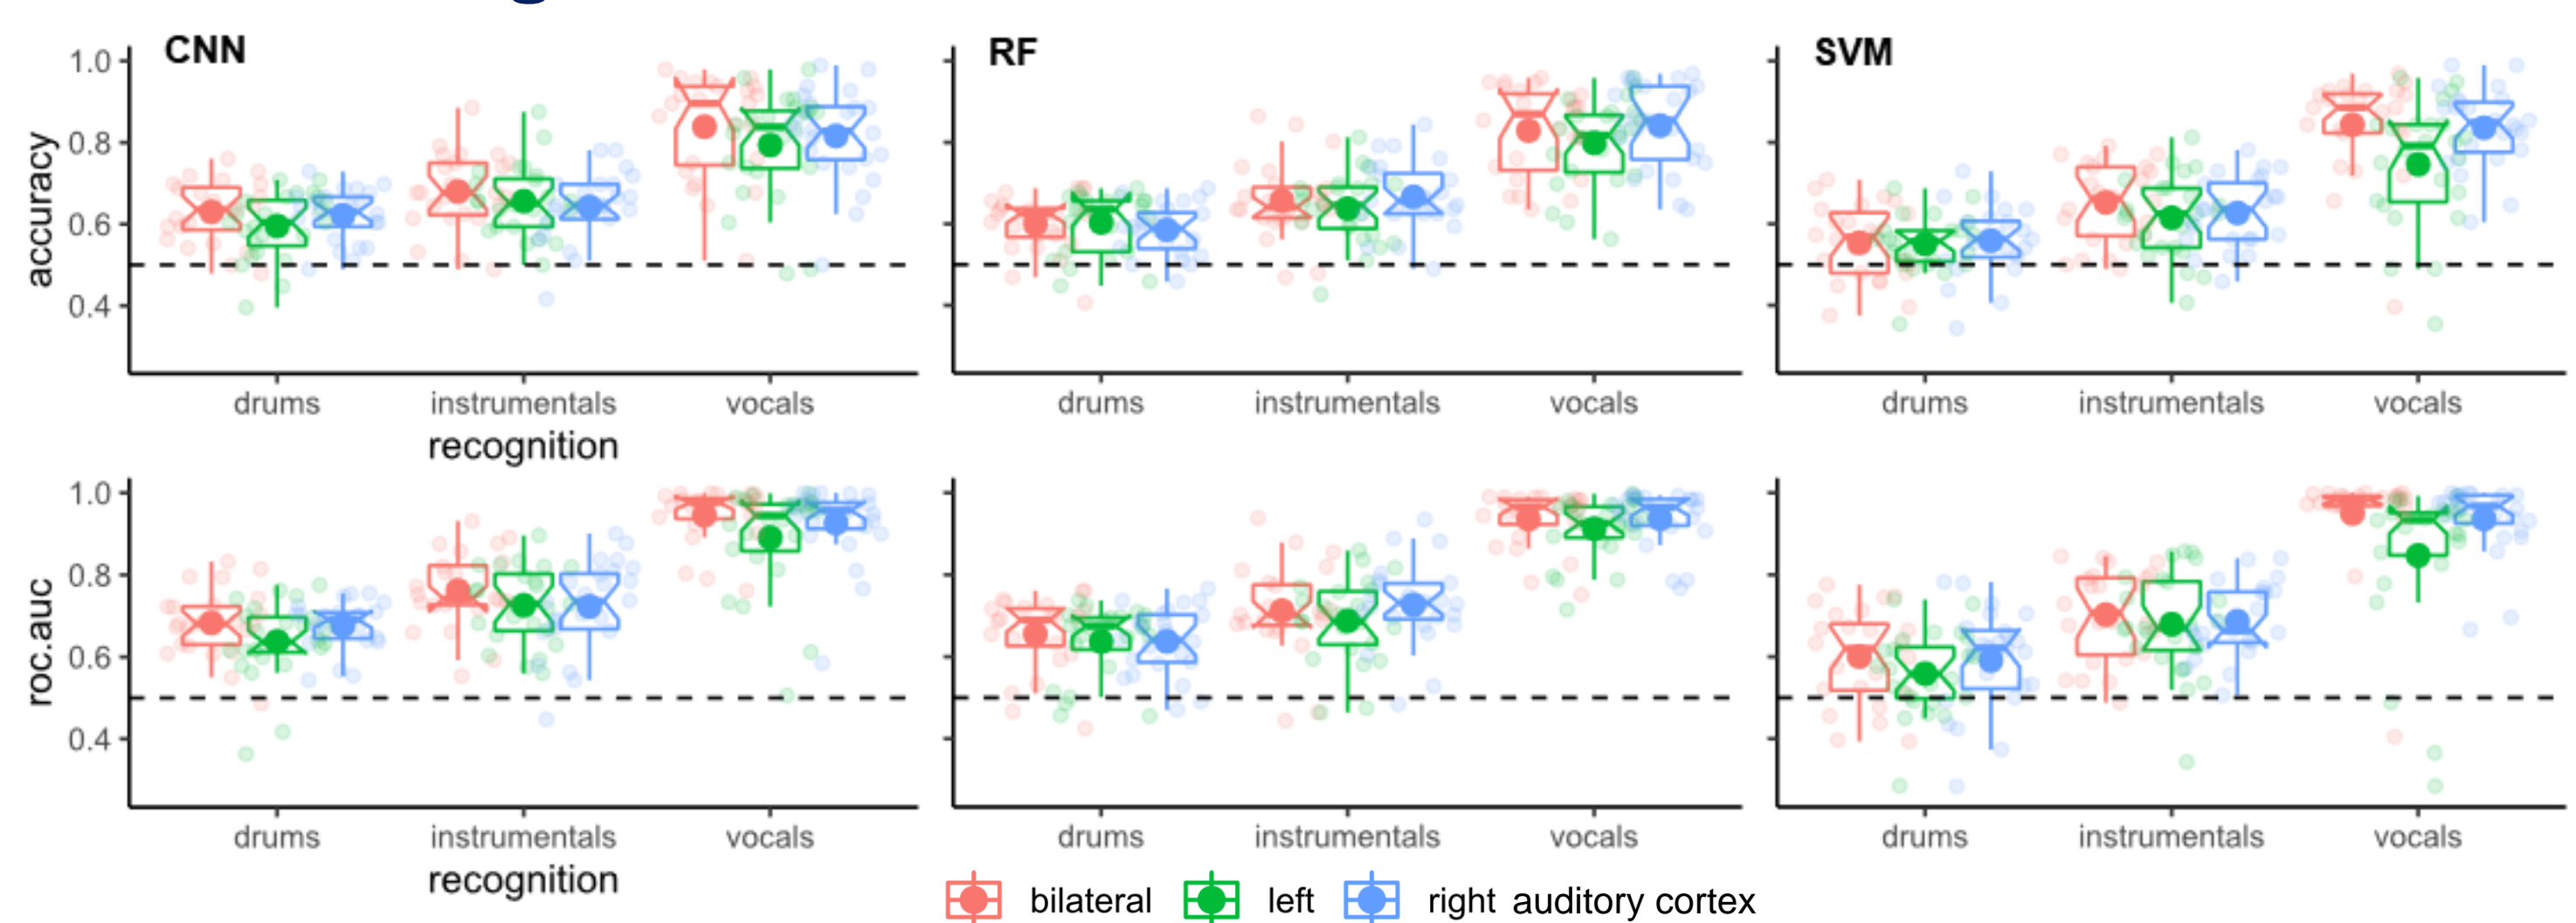 CNN RF SVM
1.0
0.8
0.6
0.4
accuracy
drums instrumentals vocals drums instrumentals vocals drums instrumentals vocals
recognition
1.0
0.8
0.6
0.4
roc.auc
drums instrumentals vocals drums instrumentals vocals drums instrumentals vocals
recognition
bilateral left right auditory cortex